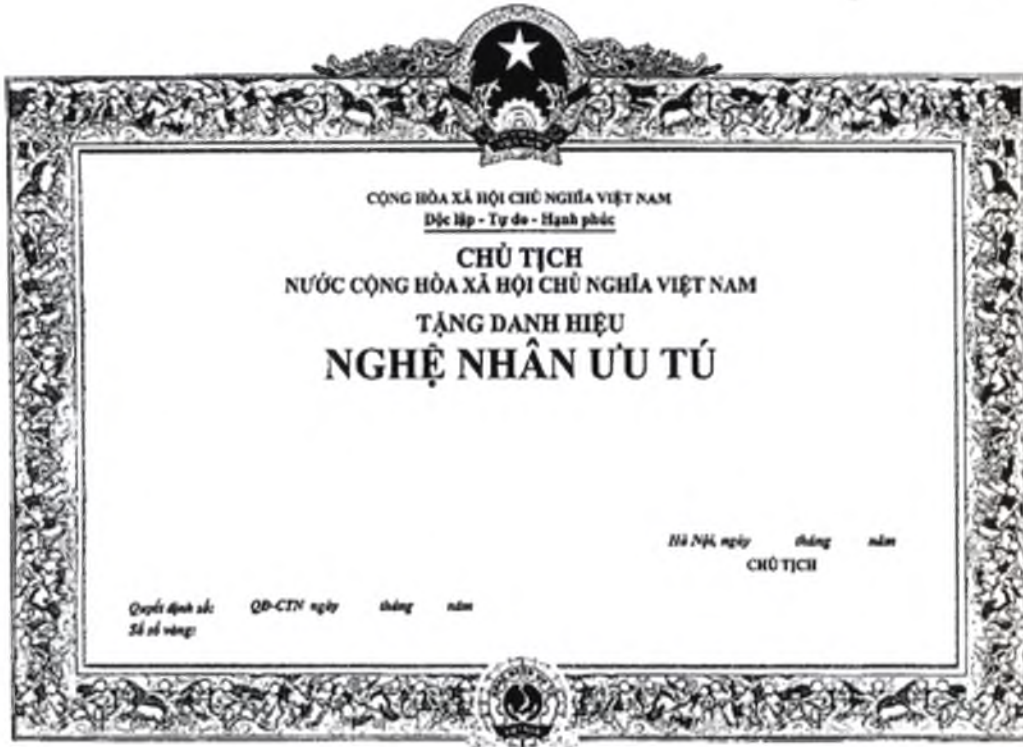 CỘNG HÒA XÃ HỘI CHỦ NGHĨA VIỆT NAM
Độc lập - Tự do - Hạnh phúc
CHỦ TỊCH
NƯỚC CỘNG HÒA XÃ HỘI CHỦ NGHĨA VIỆT NAM
TẶNG DANH HIỆU
NGHỆ NHÂN ƯU TÚ
Hà Nội, ngày tháng năm
CHỦ TỊCH
Quyết định số: QĐ-CTN ngày tháng năm
Số sổ vàng: